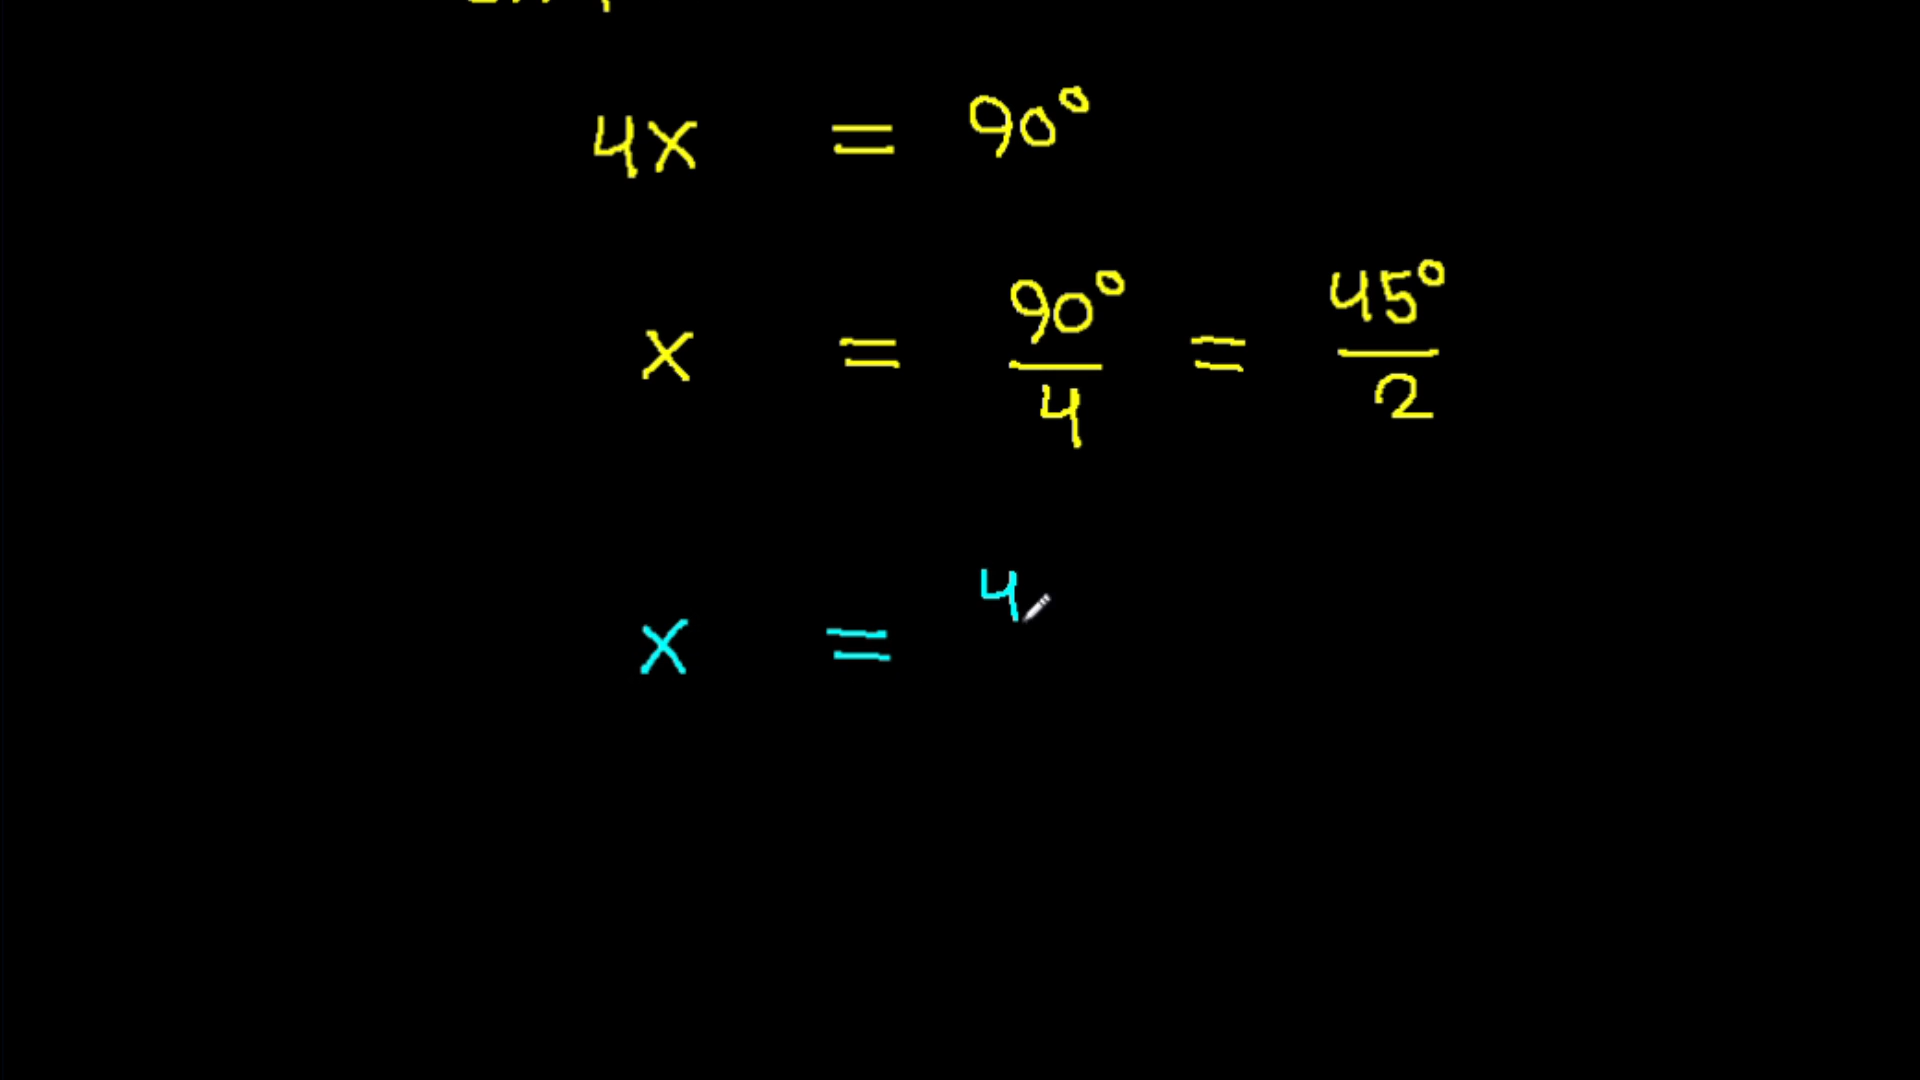 4x = 90°
x = 90°/4 = 45°/2
x = 4